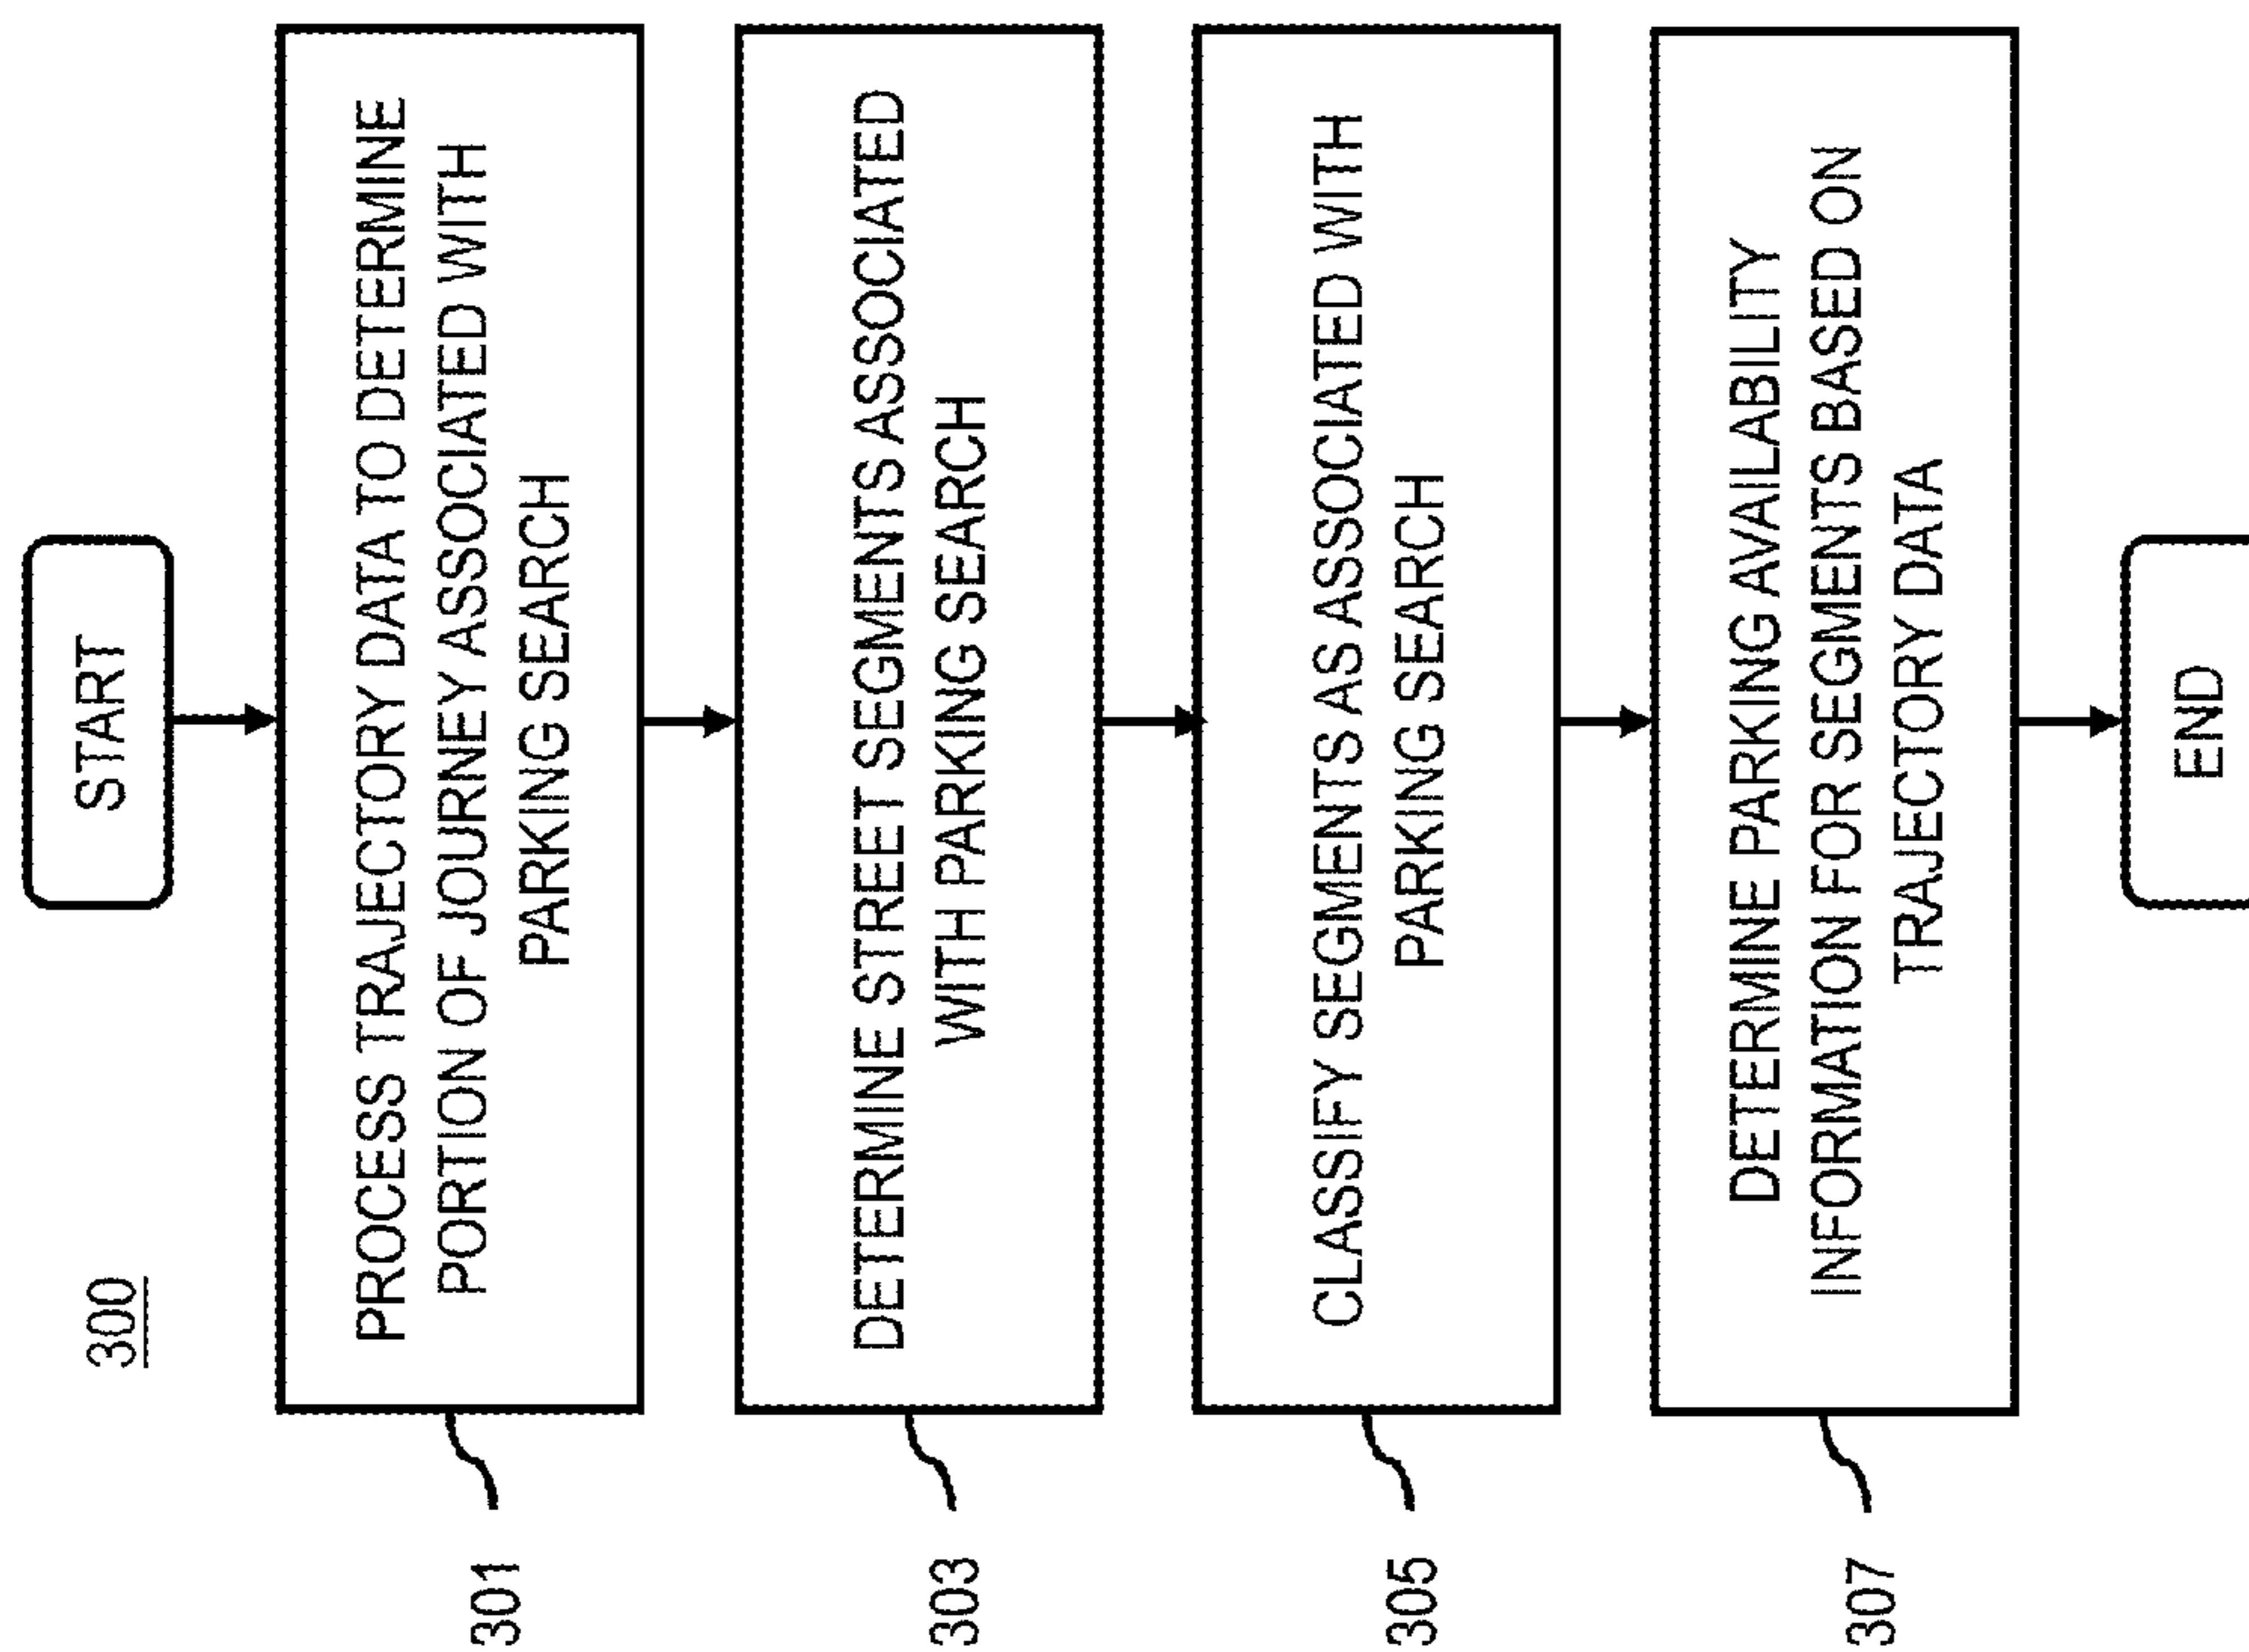 300
START
301
PROCESS TRAJECTORY DATA TO DETERMINE
PORTION OF JOURNEY ASSOCIATED WITH
PARKING SEARCH
303
DETERMINE STREET SEGMENTS ASSOCIATED
WITH PARKING SEARCH
305
CLASSIFY SEGMENTS AS ASSOCIATED WITH
PARKING SEARCH
307
DETERMINE PARKING AVAILABILITY
INFORMATION FOR SEGMENTS BASED ON
TRAJECTORY DATA
END